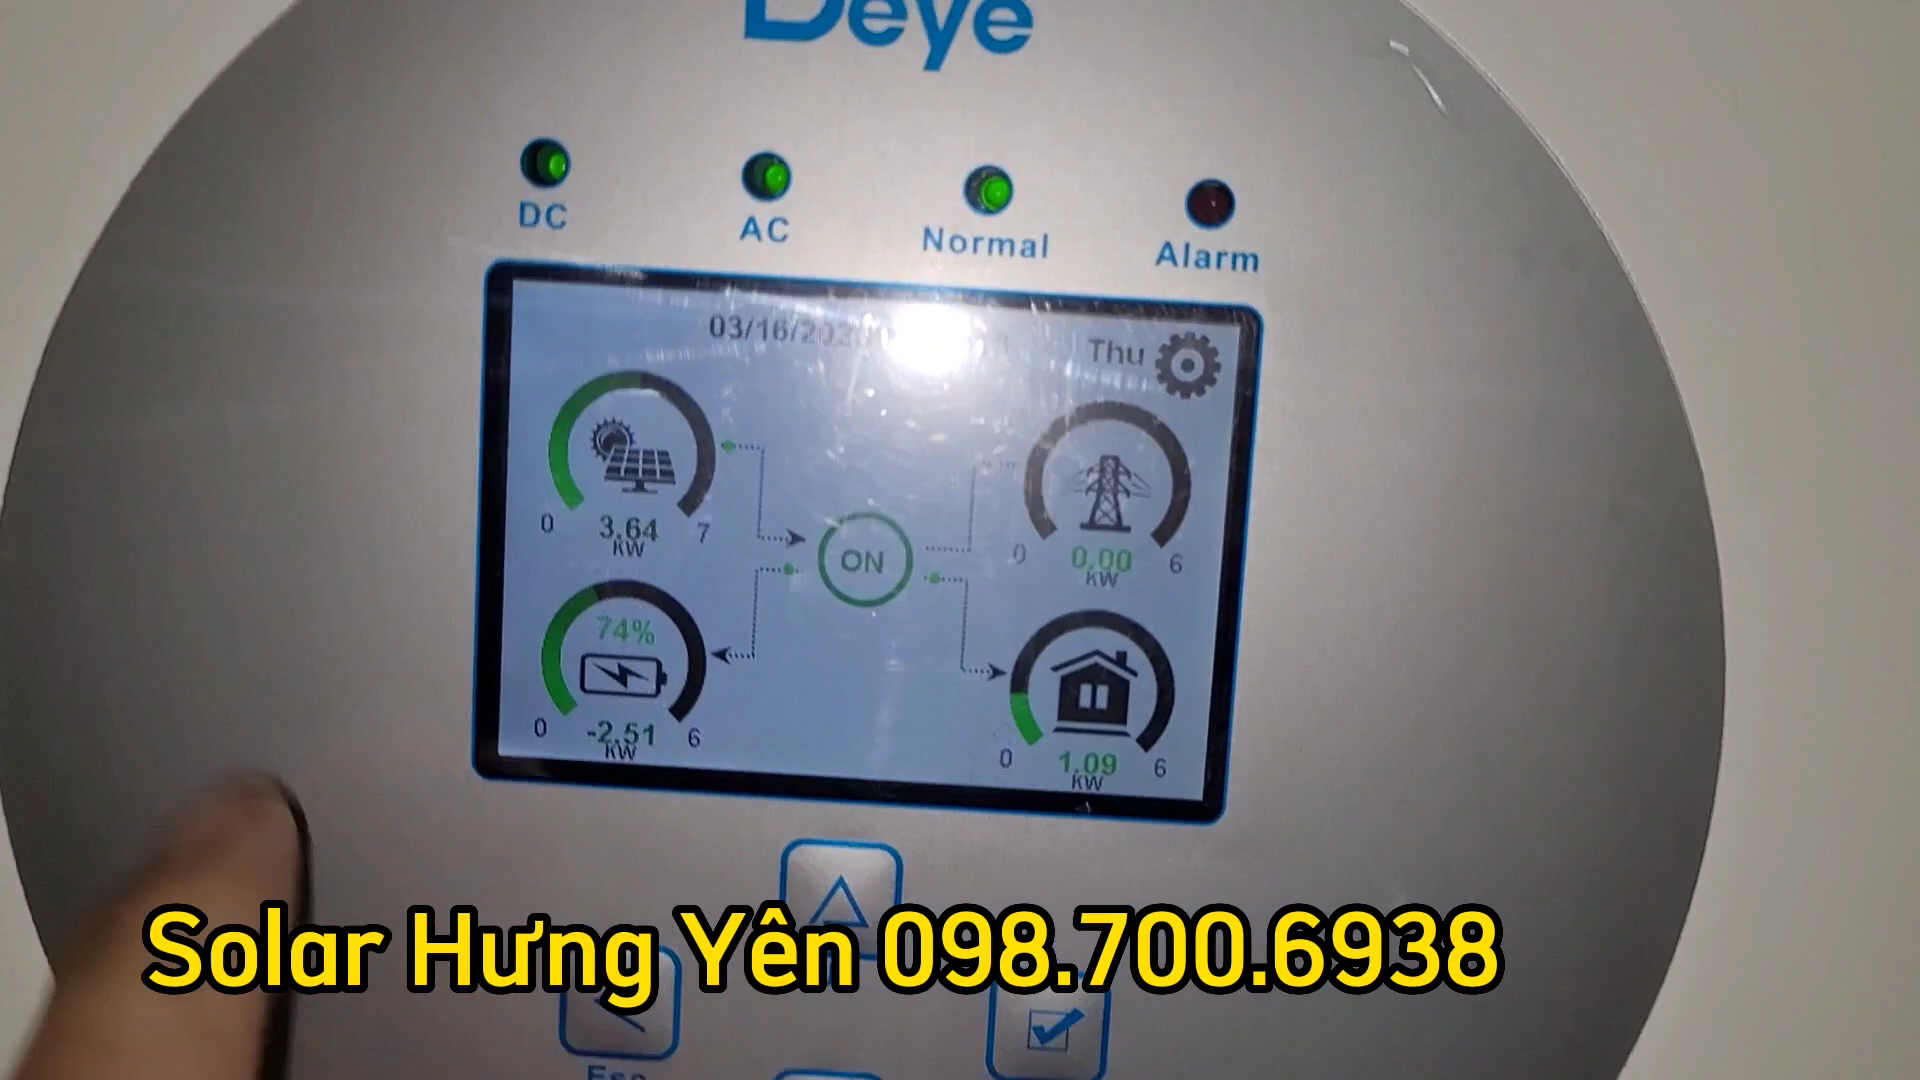 Deye
DC
AC
Normal
Alarm
Thu
0
3.64
7
KW
ON
0
0.00
6
KW
74%
0
-2.51
6
KW
0
1.09
6
KW
Solar Hưng Yên 098.700.6938
Esc